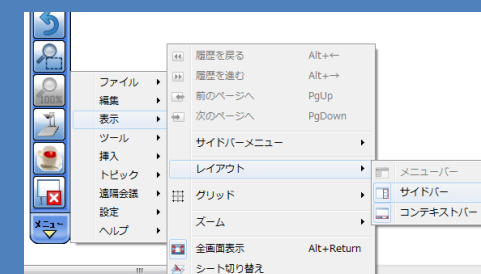 100%
メニュー
ファイル
編集
表示
ツール
挿入
トピック
遠隔会議
設定
ヘルプ
履歴を戻る Alt+←
履歴を進む Alt+→
前のページへ PgUp
次のページへ PgDown
サイドバーメニュー
レイアウト
グリッド
ズーム
全画面表示 Alt+Return
シート切り替え
メニューバー
サイドバー
コンテキストバー